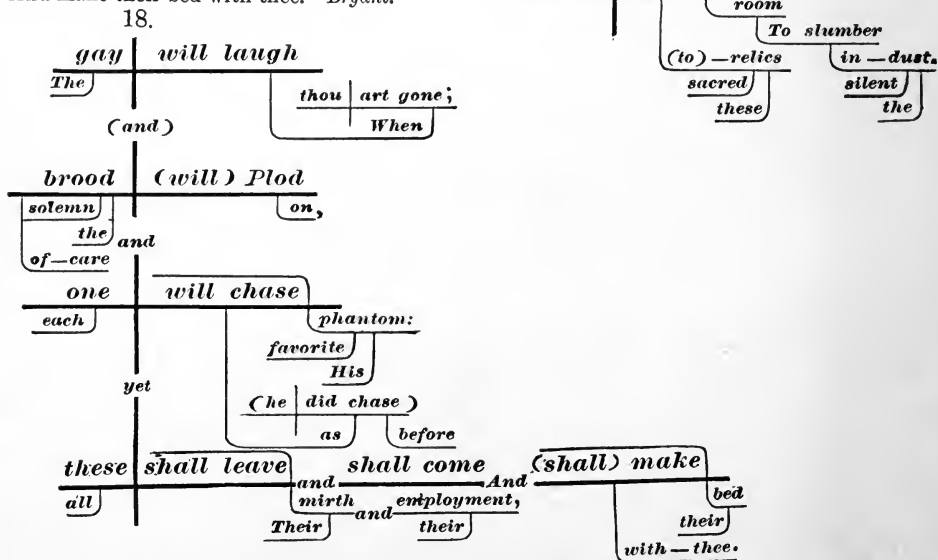 And make their bed with thee." Bryant.
18.
gay will laugh
The
thou art gone;
When
(and)
brood (will) Plod
solemn on,
the
and
of—care
one will chase
each phantom:
favorite
His
yet
(he did chase)
as before
these shall leave and shall come And (shall) make
all mirth and employment, bed
Their their their
with—thee.
room
To slumber
(to)—relics in—dust.
sacred silent
these the